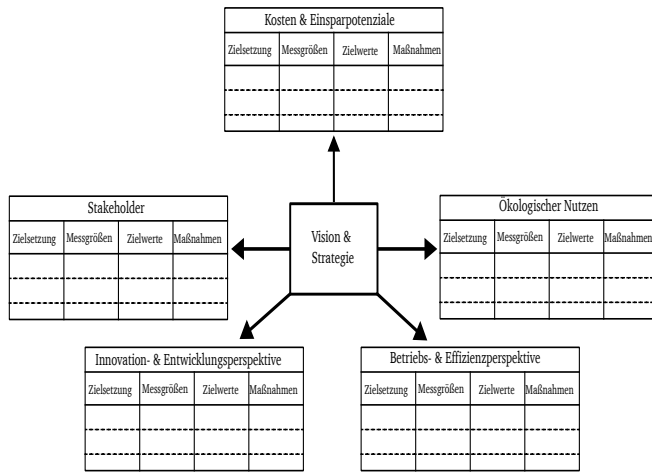 Kosten & Einsparpotenziale
Zielsetzung Messgrößen Zielwerte Maßnahmen
Stakeholder
Zielsetzung Messgrößen Zielwerte Maßnahmen
Vision &
Strategie
Ökologischer Nutzen
Zielsetzung Messgrößen Zielwerte Maßnahmen
Innovation- & Entwicklungsperspektive
Zielsetzung Messgrößen Zielwerte Maßnahmen
Betriebs- & Effizienzperspektive
Zielsetzung Messgrößen Zielwerte Maßnahmen